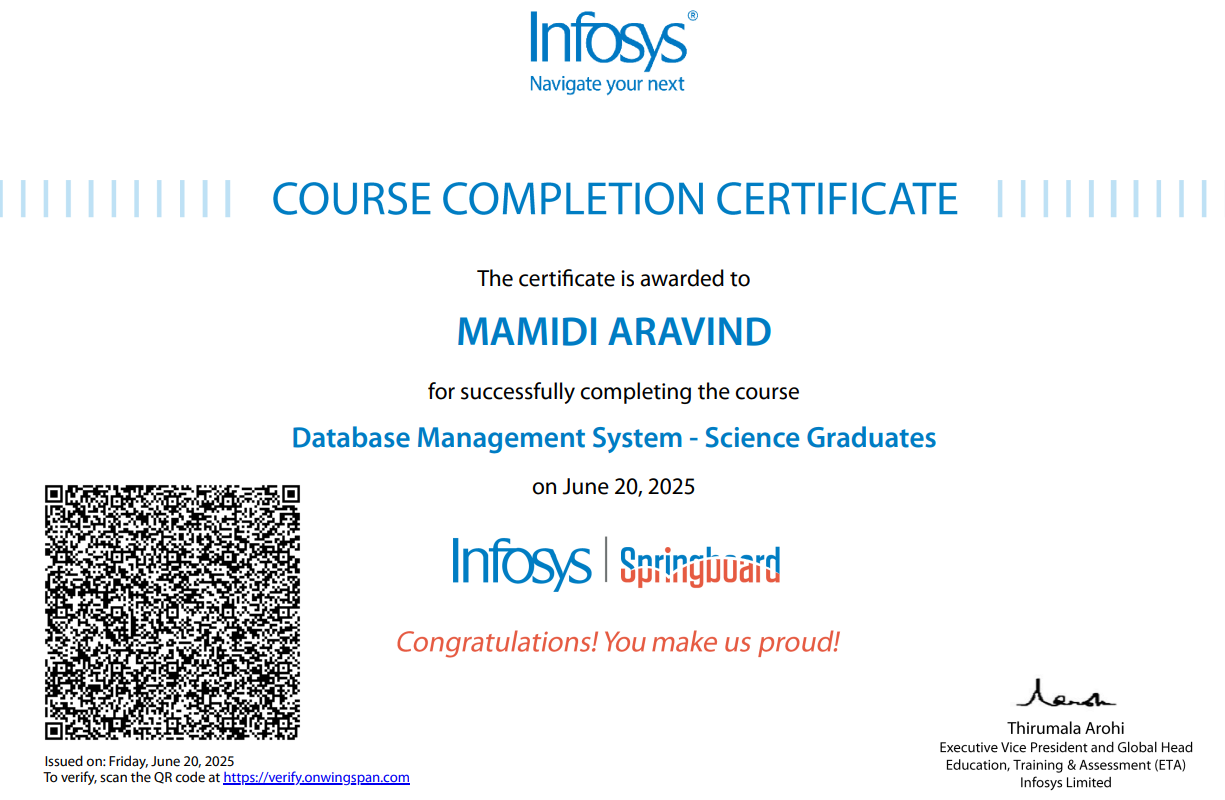 Infosys®
Navigate your next
COURSE COMPLETION CERTIFICATE
The certificate is awarded to
MAMIDI ARAVIND
for successfully completing the course
Database Management System - Science Graduates
on June 20, 2025
Infosys | Springboard
Congratulations! You make us proud!
Thirumala Arohi
Executive Vice President and Global Head
Education, Training & Assessment (ETA)
Infosys Limited
Issued on: Friday, June 20, 2025
To verify, scan the QR code at https://verify.onwingspan.com